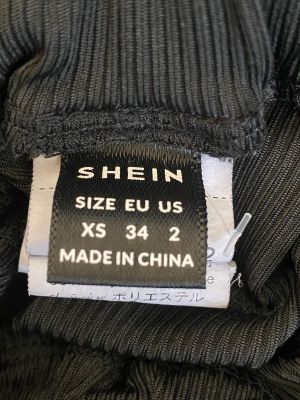 SHEIN
SIZE EU US
XS 34 2
MADE IN CHINA
ポリエステル